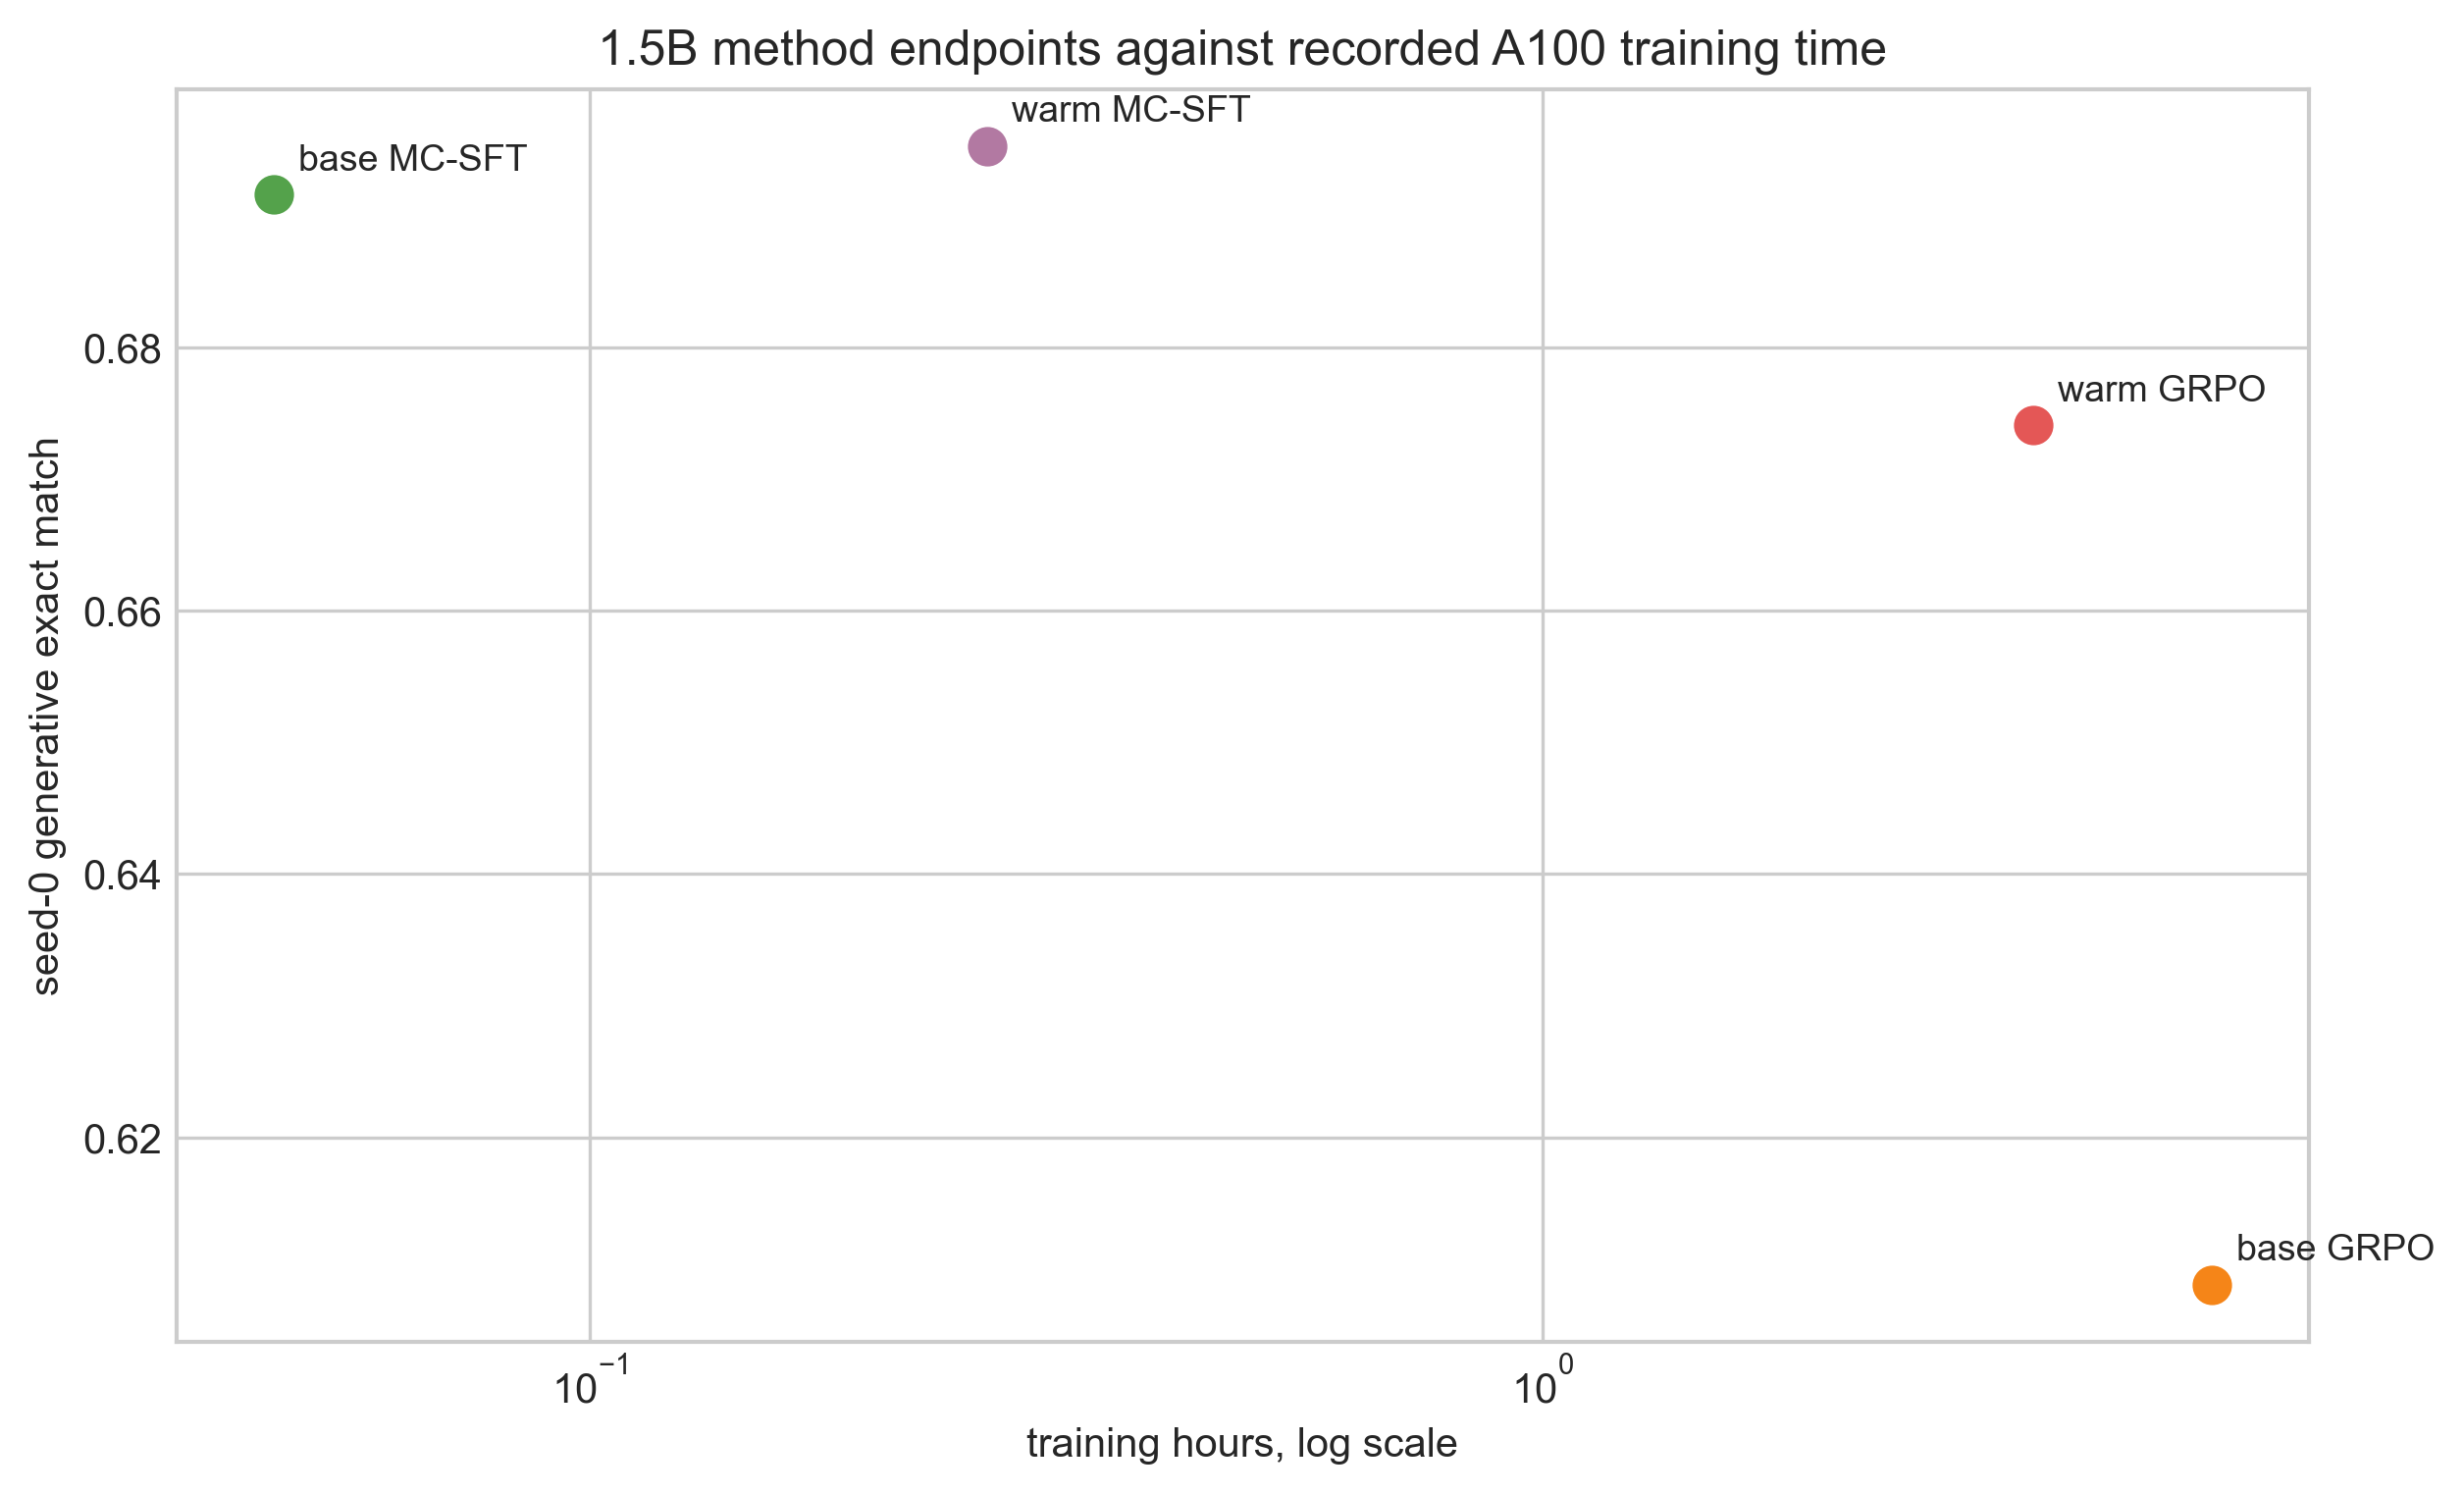 1.5B method endpoints against recorded A100 training time
warm MC-SFT
base MC-SFT
0.68
warm GRPO
0.66
seed-0 generative exact match
0.64
0.62
base GRPO
10⁻¹
10⁰
training hours, log scale